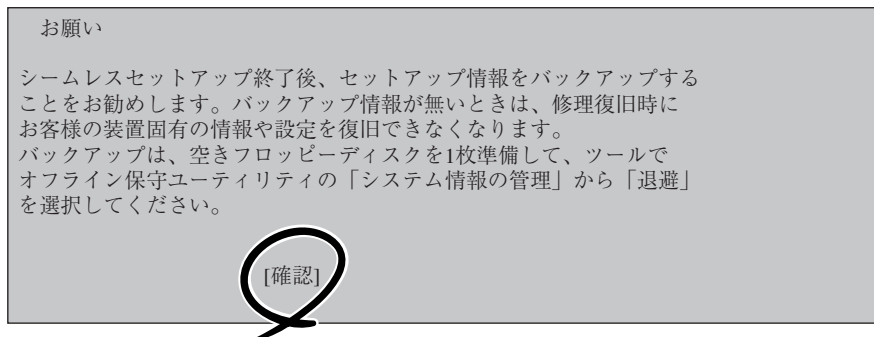 お願い
シームレスセットアップ終了後、セットアップ情報をバックアップする
ことをお勧めします。バックアップ情報が無いときは、修理復旧時に
お客様の装置固有の情報や設定を復旧できなくなります。
バックアップは、空きフロッピーディスクを1枚準備して、ツールで
オフライン保守ユーティリティの「システム情報の管理」から「退避」
を選択してください。
[確認]